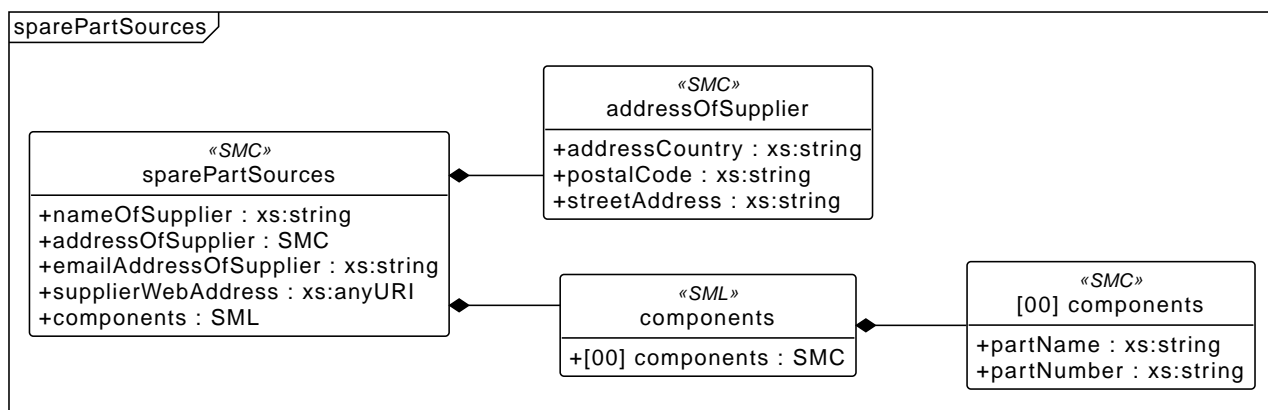 sparePartSources
«SMC»
addressOfSupplier
+addressCountry : xs:string
+postalCode : xs:string
+streetAddress : xs:string
«SMC»
sparePartSources
+nameOfSupplier : xs:string
+addressOfSupplier : SMC
+emailAddressOfSupplier : xs:string
+supplierWebAddress : xs:anyURI
+components : SML
«SML»
components
+[00] components : SMC
«SMC»
[00] components
+partName : xs:string
+partNumber : xs:string